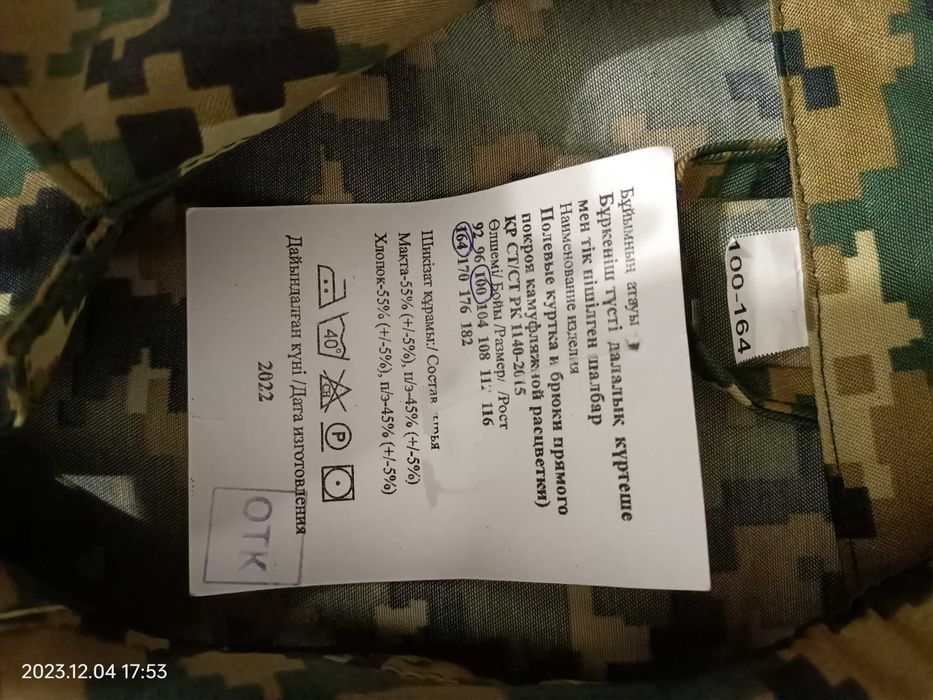 Бұйымның атауы
Бүркеніш түсті далалық күртеше
мен тік пішілген шалбар
Наименование изделия
Полевые куртка и брюки прямого
покроя камуфляжной расцветки)
КР СТ/СТ РК 1140-2015
Өлшемі/ Бойы /Размер/ /Рост
92 96 100 104 108 112 116
164 170 176 182
Шикізат құрамы:/ Состав
Мақта-55% (+/-5%), п/э-45% (+/-5%)
Хлопок-55% (+/-5%), п/э-45% (+/-5%)
40°
CH
P
Дайындалған күні /Дата изготовления
2022
ОТК
100-164
2023.12.04 17:53